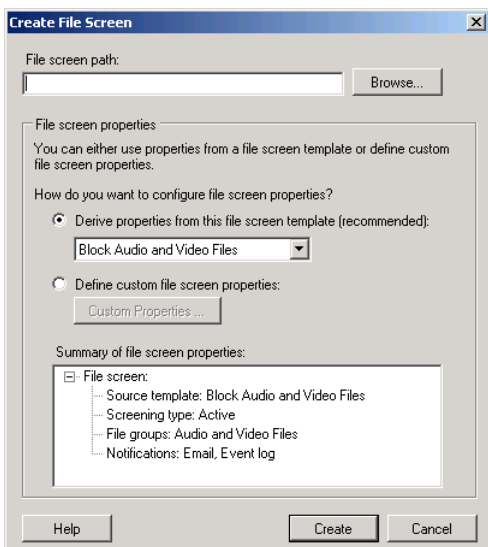 Create File Screen
File screen path:
Browse...
File screen properties
You can either use properties from a file screen template or define custom
file screen properties.
How do you want to configure file screen properties?
Derive properties from this file screen template (recommended):
Block Audio and Video Files
Define custom file screen properties:
Custom Properties ...
Summary of file screen properties:
File screen:
Source template: Block Audio and Video Files
Screening type: Active
File groups: Audio and Video Files
Notifications: Email, Event log
Help
Create
Cancel